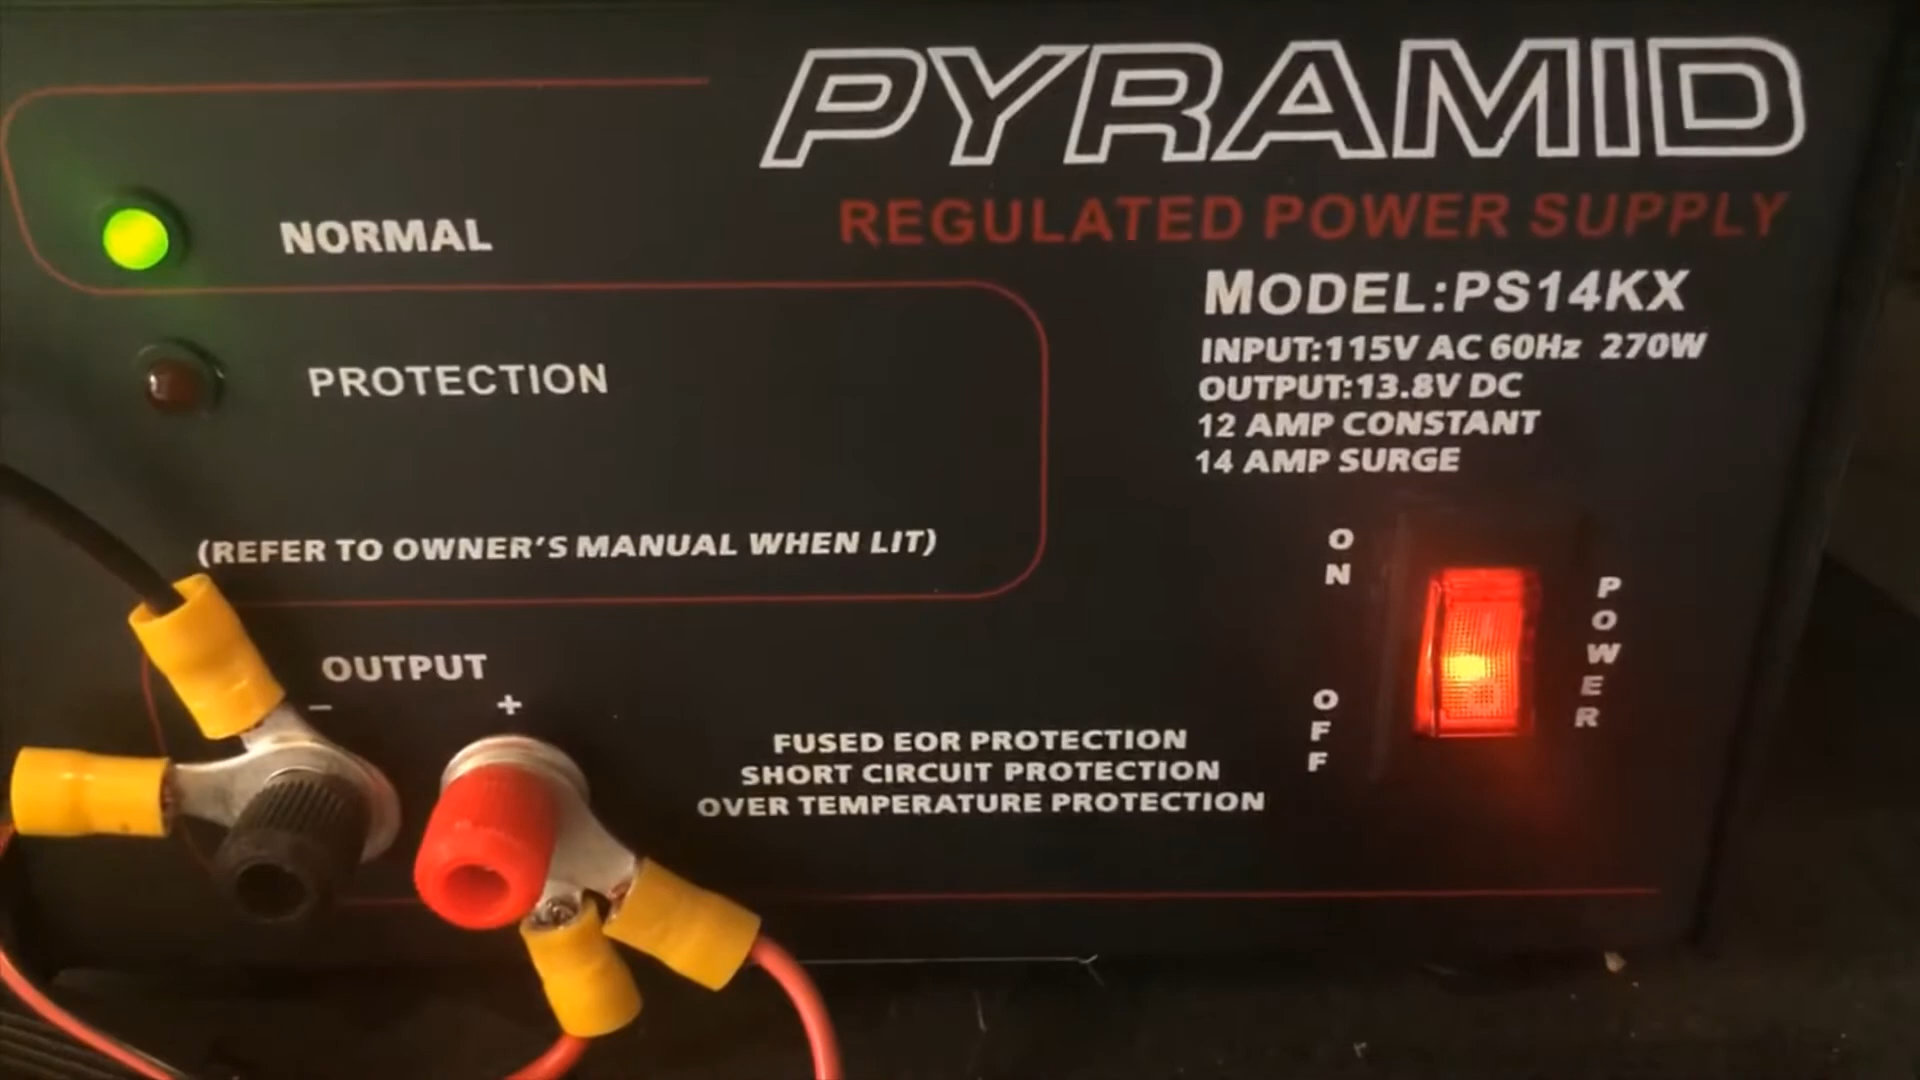 PYRAMID
REGULATED POWER SUPPLY
MODEL:PS14KX
INPUT:115V AC 60Hz 270W
OUTPUT:13.8V DC
12 AMP CONSTANT
14 AMP SURGE
NORMAL
PROTECTION
(REFER TO OWNER'S MANUAL WHEN LIT)
ON
OFF
POWER
OUTPUT
− +
FUSED EOR PROTECTION
SHORT CIRCUIT PROTECTION
OVER TEMPERATURE PROTECTION